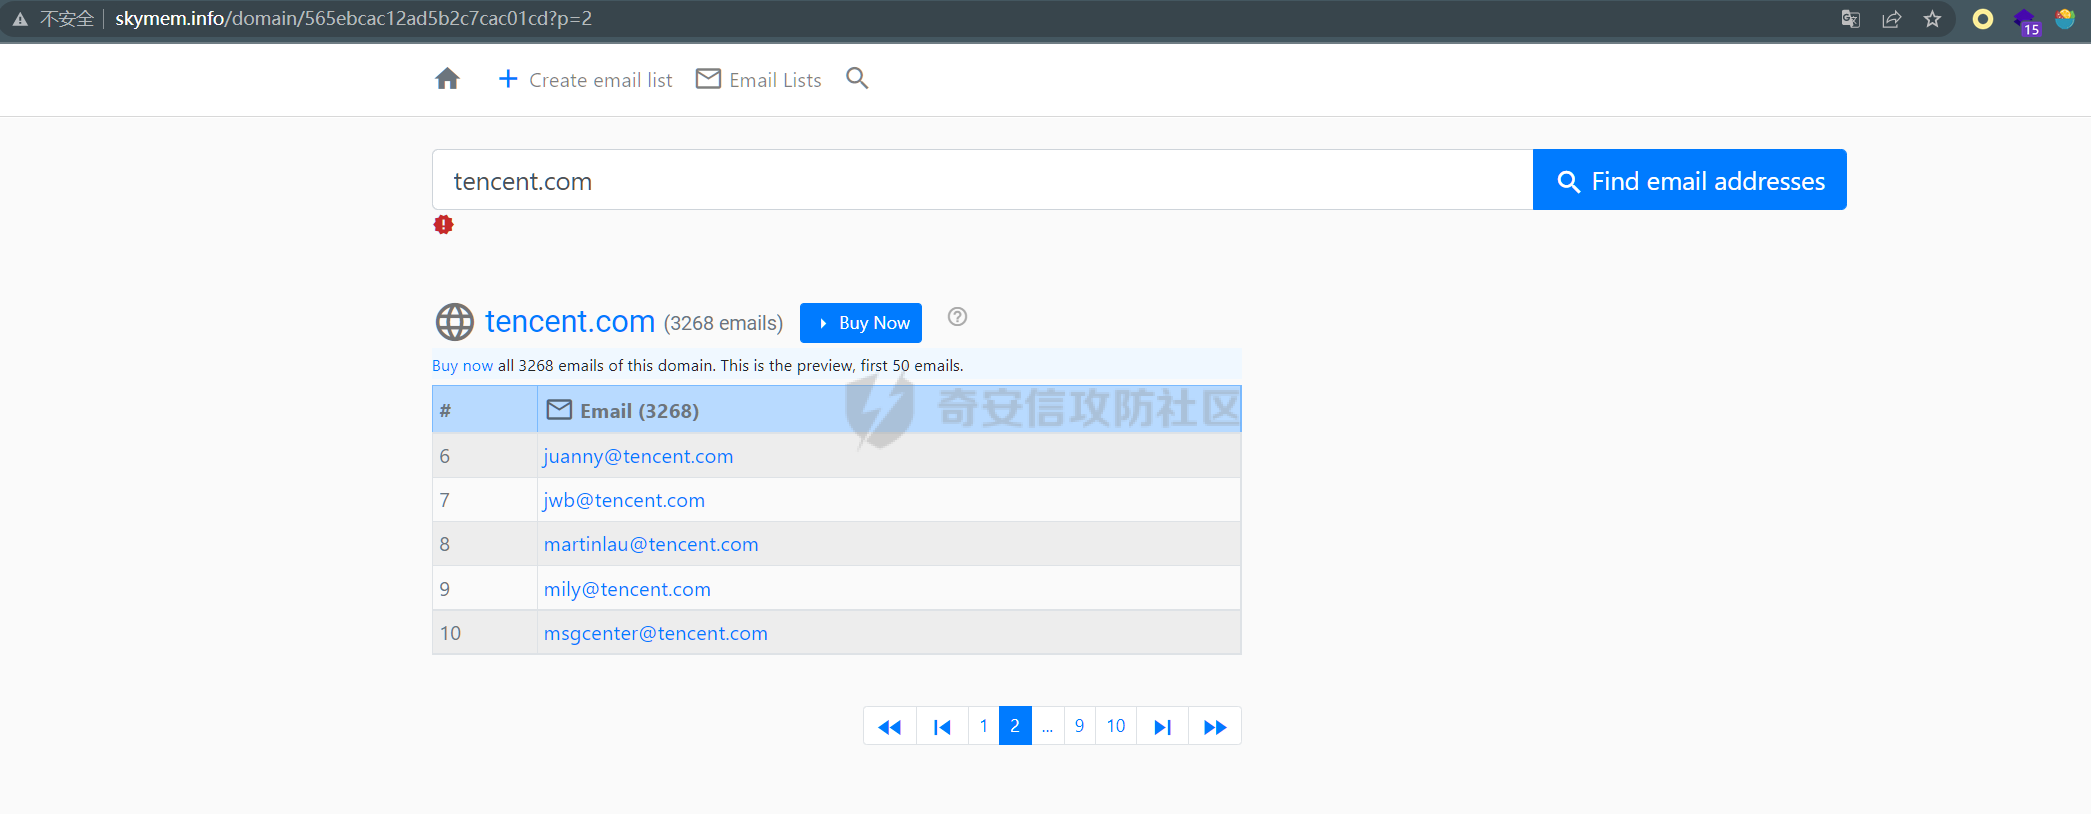 不安全 skymem.info/domain/565ebcac12ad5b2c7cac01cd?p=2
15
Create email list Email Lists
tencent.com Find email addresses
tencent.com (3268 emails) Buy Now
Buy now all 3268 emails of this domain. This is the preview, first 50 emails.
奇安信攻防社区
# Email (3268)
6 juanny@tencent.com
7 jwb@tencent.com
8 martinlau@tencent.com
9 mily@tencent.com
10 msgcenter@tencent.com
1 2 ... 9 10